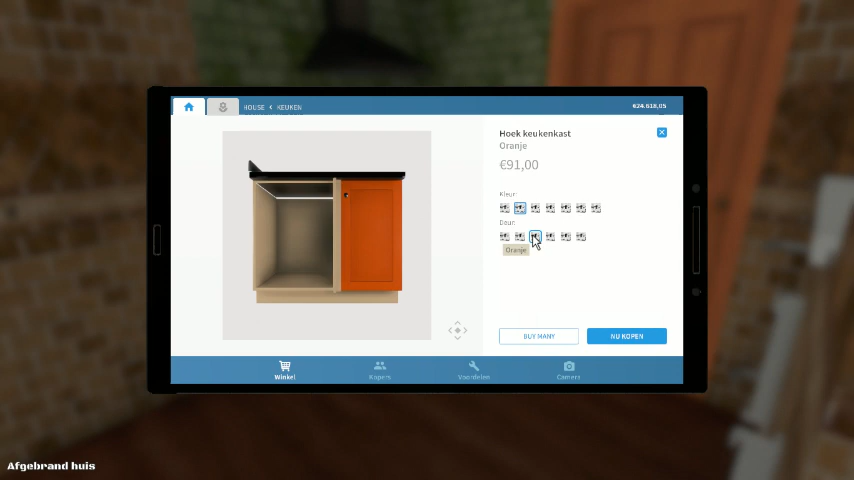 HOUSE < KEUKEN
€24.618,05
Hoek keukenkast
Oranje
€91,00
Kleur:
Deur:
Oranje
BUY MANY
NU KOPEN
Winkel
Kopers
Voordelen
Camera
Afgebrand huis